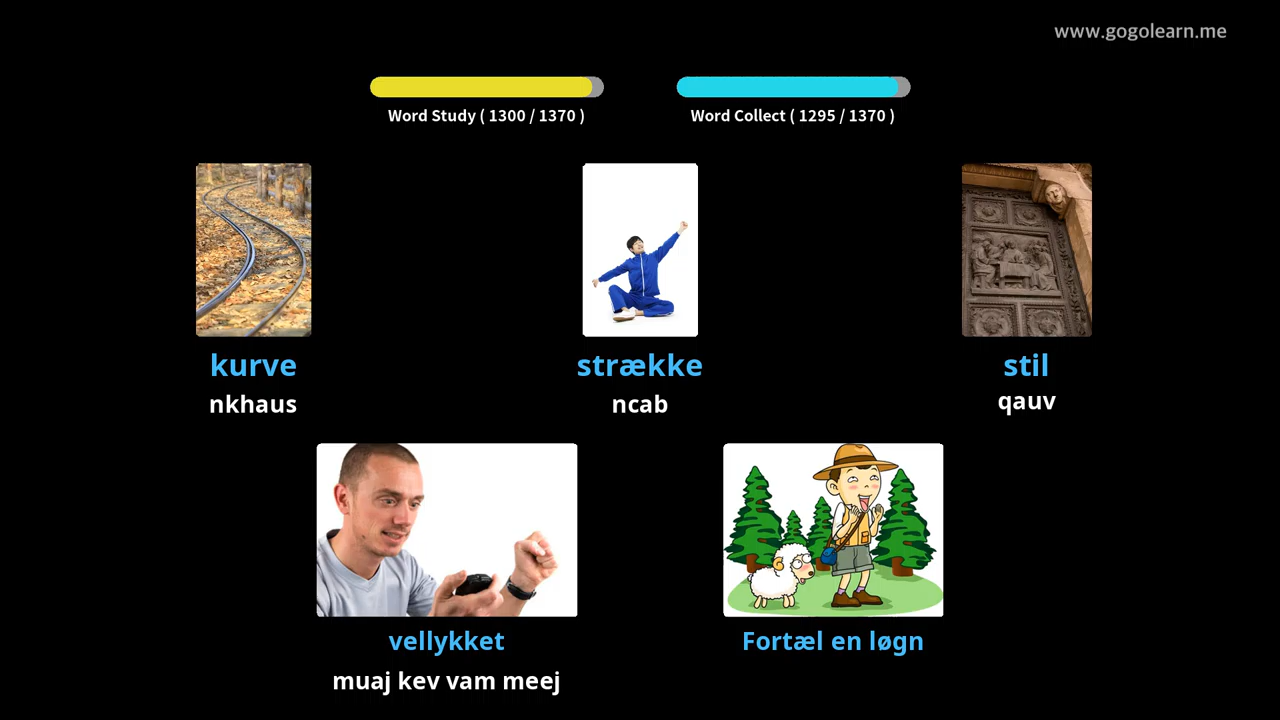 www.gogolearn.me
Word Study ( 1300 / 1370 )
Word Collect ( 1295 / 1370 )
kurve
strække
stil
nkhaus
ncab
qauv
vellykket
Fortæl en løgn
muaj kev vam meej